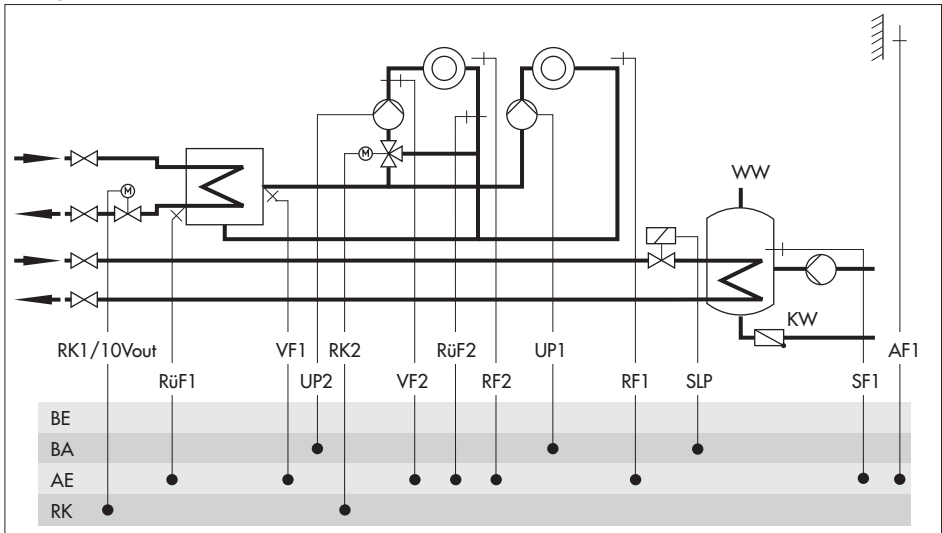 WW
KW
RK1/10Vout VF1 RK2 RüF2 UP1 AF1
RüF1 UP2 VF2 RF2 RF1 SLP SF1
BE
BA
AE
RK
M
M